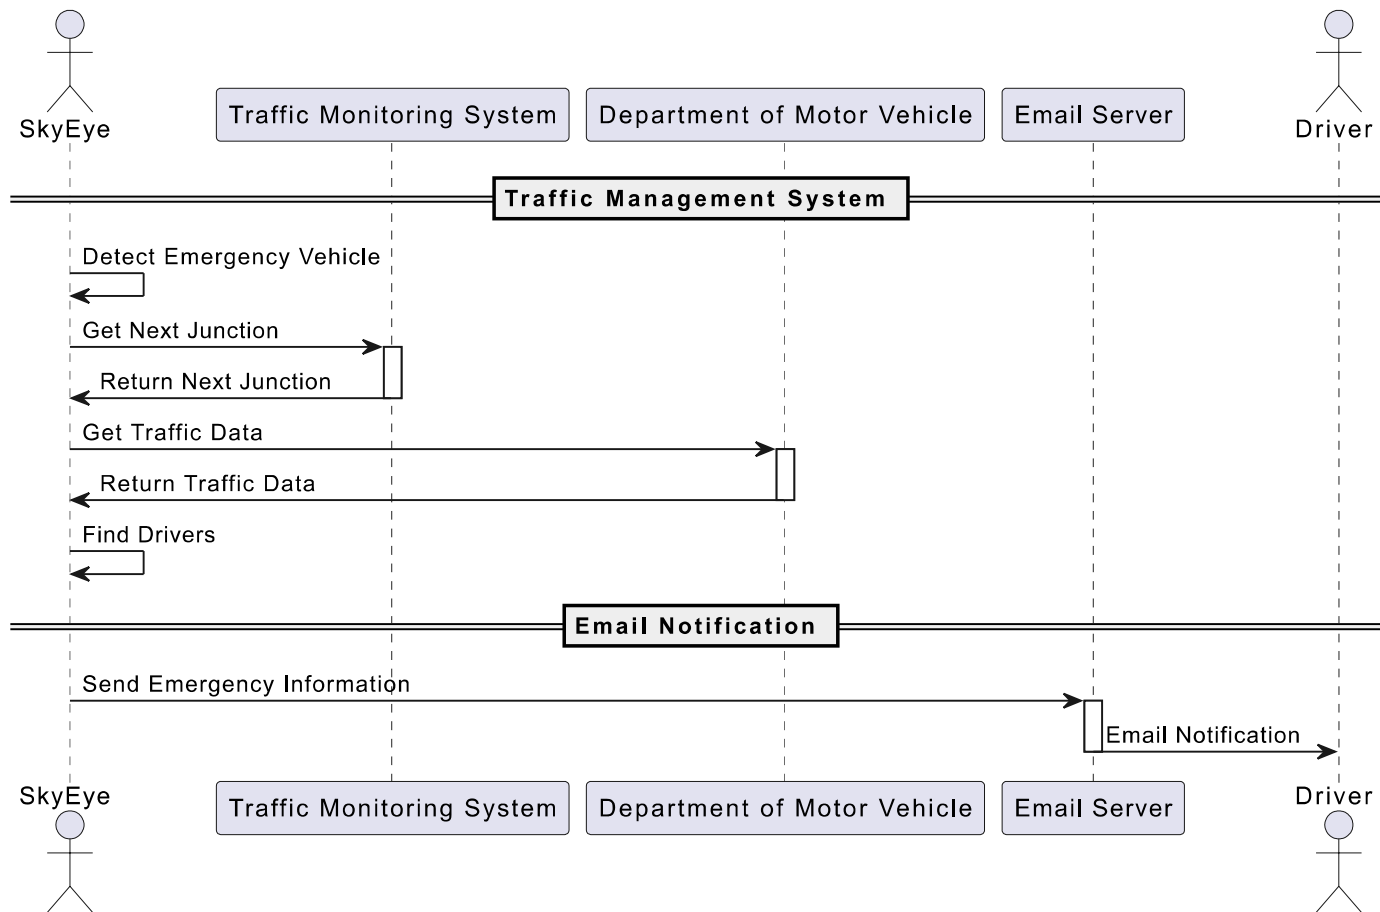 SkyEye
Traffic Monitoring System
Department of Motor Vehicle
Email Server
Driver
Traffic Management System
Detect Emergency Vehicle
Get Next Junction
Return Next Junction
Get Traffic Data
Return Traffic Data
Find Drivers
Email Notification
Send Emergency Information
Email Notification
SkyEye
Traffic Monitoring System
Department of Motor Vehicle
Email Server
Driver